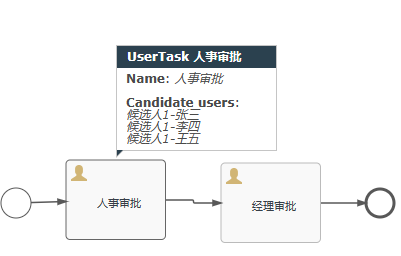 UserTask 人事审批
Name: 人事审批
Candidate users:
候选人1-张三
候选人1-李四
候选人1-王五
人事审批
经理审批